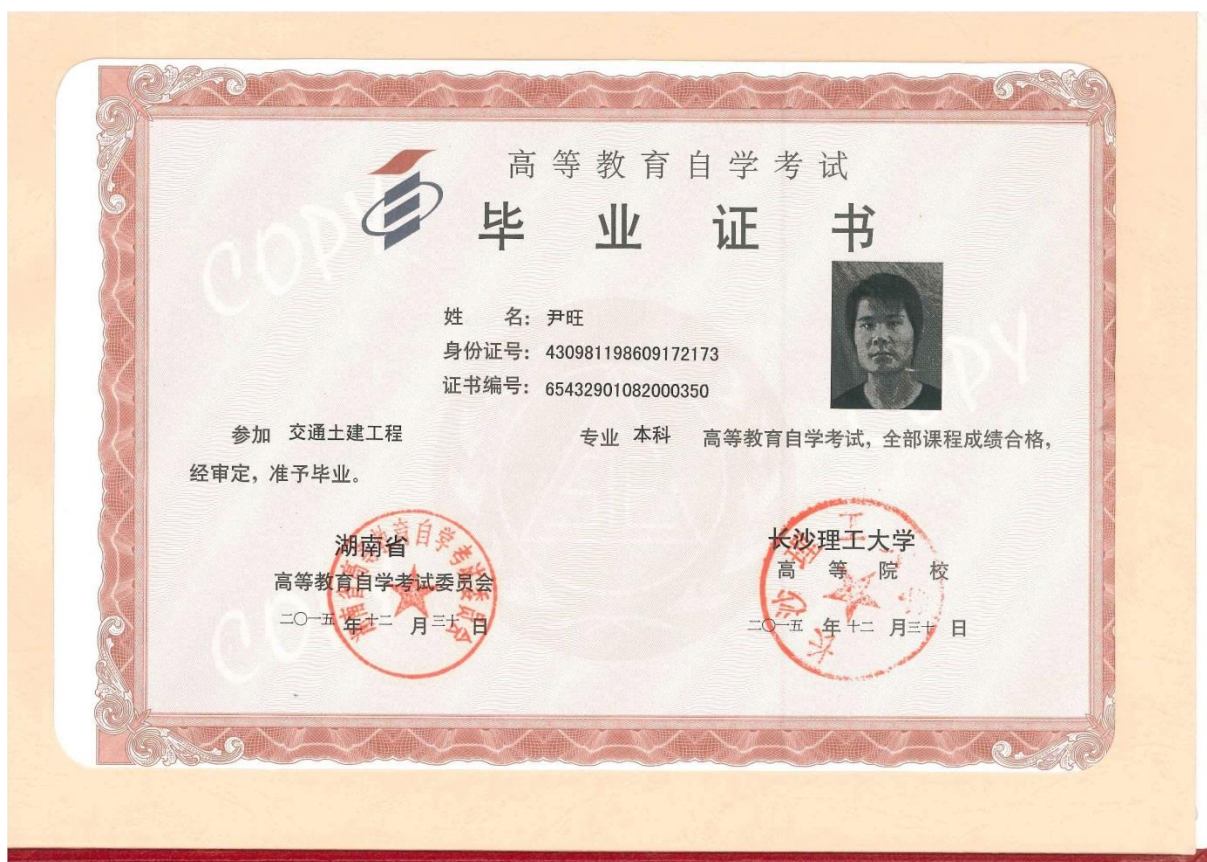 高等教育自学考试
毕业证书
姓 名：尹旺
身份证号：430981198609172173
证书编号：65432901082000350
参加 交通土建工程 专业 本科 高等教育自学考试，全部课程成绩合格，
经审定，准予毕业。
湖南省
高等教育自学考试委员会
二〇一五 年 十二 月 三十 日
长沙理工大学
高等院校
二〇一五 年 十二 月 三十 日
COPY
COPY
COPY